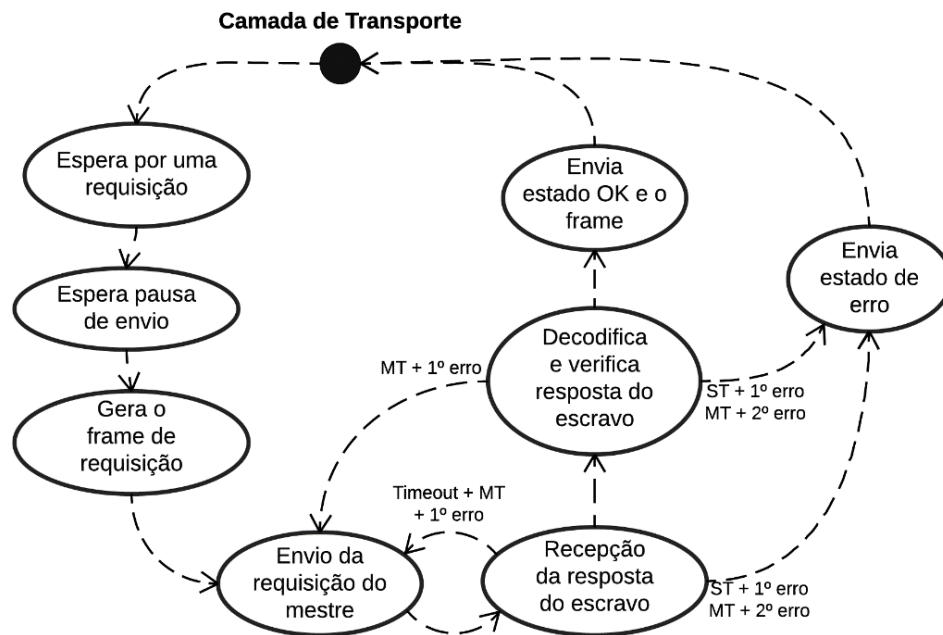 Camada de Transporte
Espera por uma
requisição
Espera pausa
de envio
Gera o
frame de
requisição
Envio da
requisição do
mestre
Timeout + MT
+ 1º erro
Recepção
da resposta
do escravo
ST + 1º erro
MT + 2º erro
MT + 1º erro
Decodifica
e verifica
resposta do
escravo
ST + 1º erro
MT + 2º erro
Envia
estado OK e o
frame
Envia
estado de
erro